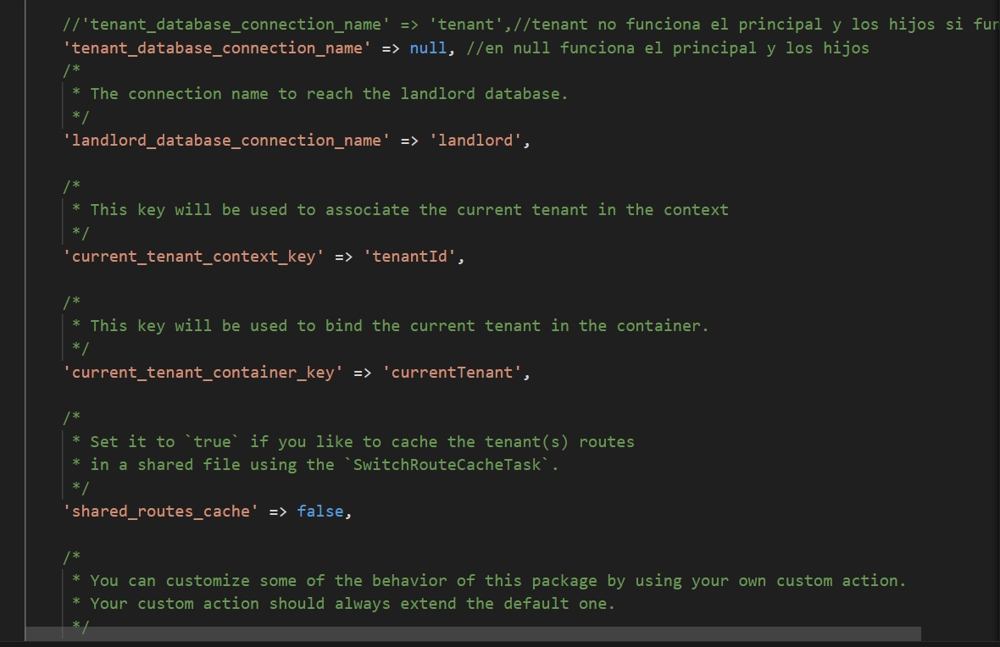 //'tenant_database_connection_name' => 'tenant',//tenant no funciona el principal y los hijos si
'tenant_database_connection_name' => null, //en null funciona el principal y los hijos
/*
* The connection name to reach the landlord database.
*/
'landlord_database_connection_name' => 'landlord',
/*
* This key will be used to associate the current tenant in the context
*/
'current_tenant_context_key' => 'tenantId',
/*
* This key will be used to bind the current tenant in the container.
*/
'current_tenant_container_key' => 'currentTenant',
/*
* Set it to `true` if you like to cache the tenant(s) routes
* in a shared file using the `SwitchRouteCacheTask`.
*/
'shared_routes_cache' => false,
/*
* You can customize some of the behavior of this package by using your own custom action.
* Your custom action should always extend the default one.
*/